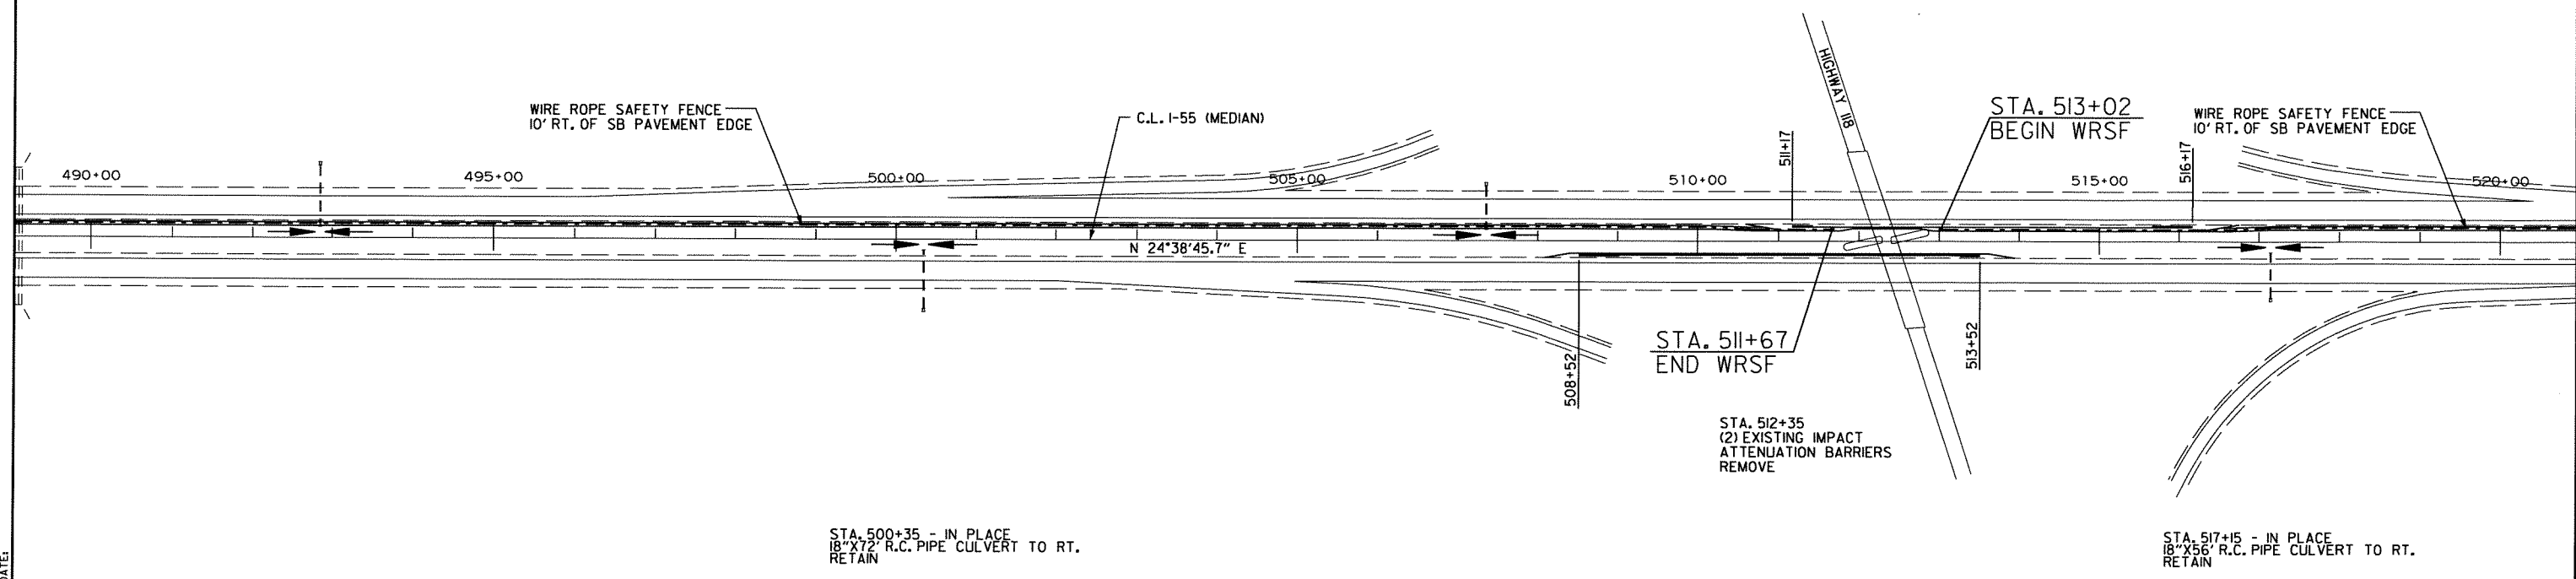 WIRE ROPE SAFETY FENCE
10' RT. OF SB PAVEMENT EDGE
C.L. I-55 (MEDIAN)
HIGHWAY 118
STA. 513+02
BEGIN WRSF
WIRE ROPE SAFETY FENCE
10' RT. OF SB PAVEMENT EDGE
490+00
495+00
500+00
505+00
510+00
511+17
515+00
516+17
520+00
N 24°38'45.7" E
STA. 511+67
END WRSF
508+52
513+52
STA. 512+35
(2) EXISTING IMPACT
ATTENUATION BARRIERS
REMOVE
STA. 500+35 - IN PLACE
18"X72' R.C. PIPE CULVERT TO RT.
RETAIN
STA. 517+15 - IN PLACE
18"X56' R.C. PIPE CULVERT TO RT.
RETAIN
DATE: